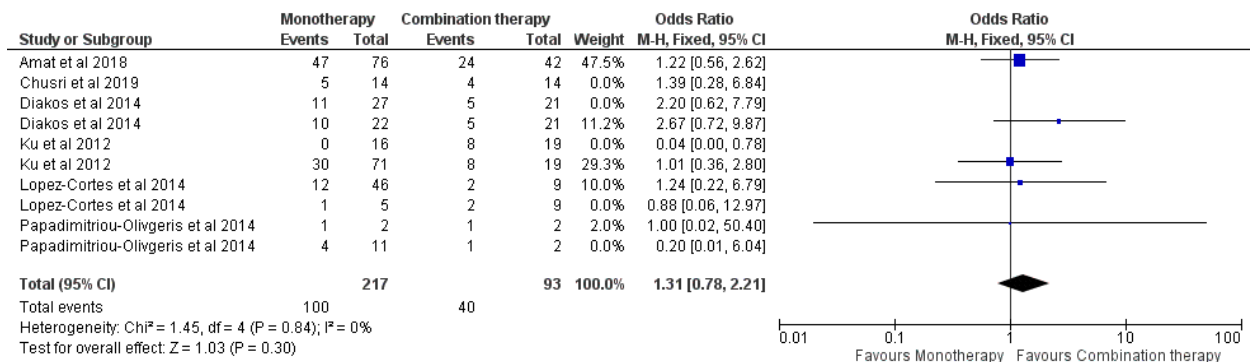 Monotherapy Combination therapy Odds Ratio Odds Ratio
Study or Subgroup Events Total Events Total Weight M-H, Fixed, 95% CI M-H, Fixed, 95% CI
Amat et al 2018 47 76 24 42 47.5% 1.22 [0.56, 2.62]
Chusri et al 2019 5 14 4 14 0.0% 1.39 [0.28, 6.84]
Diakos et al 2014 11 27 5 21 0.0% 2.20 [0.62, 7.79]
Diakos et al 2014 10 22 5 21 11.2% 2.67 [0.72, 9.87]
Ku et al 2012 0 16 8 19 0.0% 0.04 [0.00, 0.78]
Ku et al 2012 30 71 8 19 29.3% 1.01 [0.36, 2.80]
Lopez-Cortes et al 2014 12 46 2 9 10.0% 1.24 [0.22, 6.79]
Lopez-Cortes et al 2014 1 5 2 9 0.0% 0.88 [0.06, 12.97]
Papadimitriou-Olivgeris et al 2014 1 2 1 2 2.0% 1.00 [0.02, 50.40]
Papadimitriou-Olivgeris et al 2014 4 11 1 2 0.0% 0.20 [0.01, 6.04]
Total (95% CI) 217 93 100.0% 1.31 [0.78, 2.21]
Total events 100 40
Heterogeneity: Chi² = 1.45, df = 4 (P = 0.84); I² = 0%
Test for overall effect: Z = 1.03 (P = 0.30)
0.01 0.1 1 10 100
Favours Monotherapy Favours Combination therapy